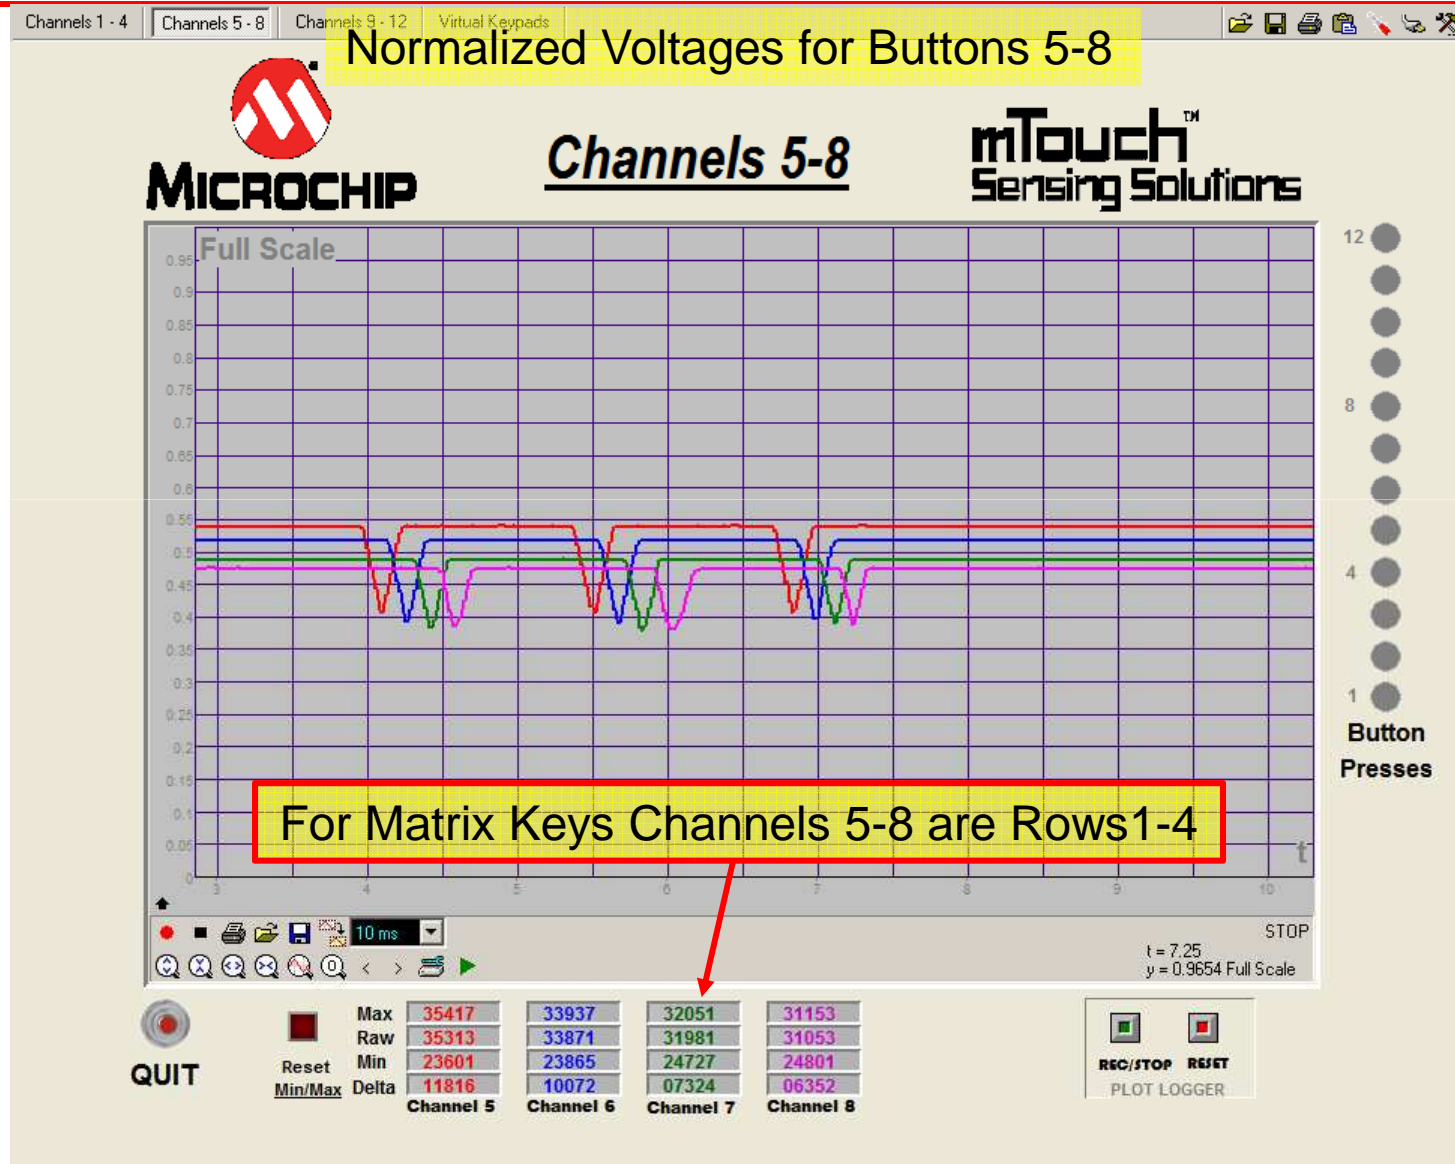 Channels 1 - 4 Channels 5 - 8 Channels 9 - 12 Virtual Keypads
Normalized Voltages for Buttons 5-8
MICROCHIP
Channels 5-8
mTouch™
Sensing Solutions
Full Scale
0.95
0.9
0.85
0.8
0.75
0.7
0.65
0.6
0.55
0.5
0.45
0.4
0.35
0.3
0.25
0.2
0.15
0.1
0.05
0
3 4 5 6 7 8 9 10
t
12
8
4
1
Button
Presses
For Matrix Keys Channels 5-8 are Rows1-4
10 ms
STOP
t = 7.25
y = 0.9654 Full Scale
QUIT
Reset
Min/Max
Max 35417 33937 32051 31153
Raw 35313 33871 31981 31053
Min 23601 23865 24727 24801
Delta 11816 10072 07324 06352
Channel 5 Channel 6 Channel 7 Channel 8
REC/STOP RESET
PLOT LOGGER